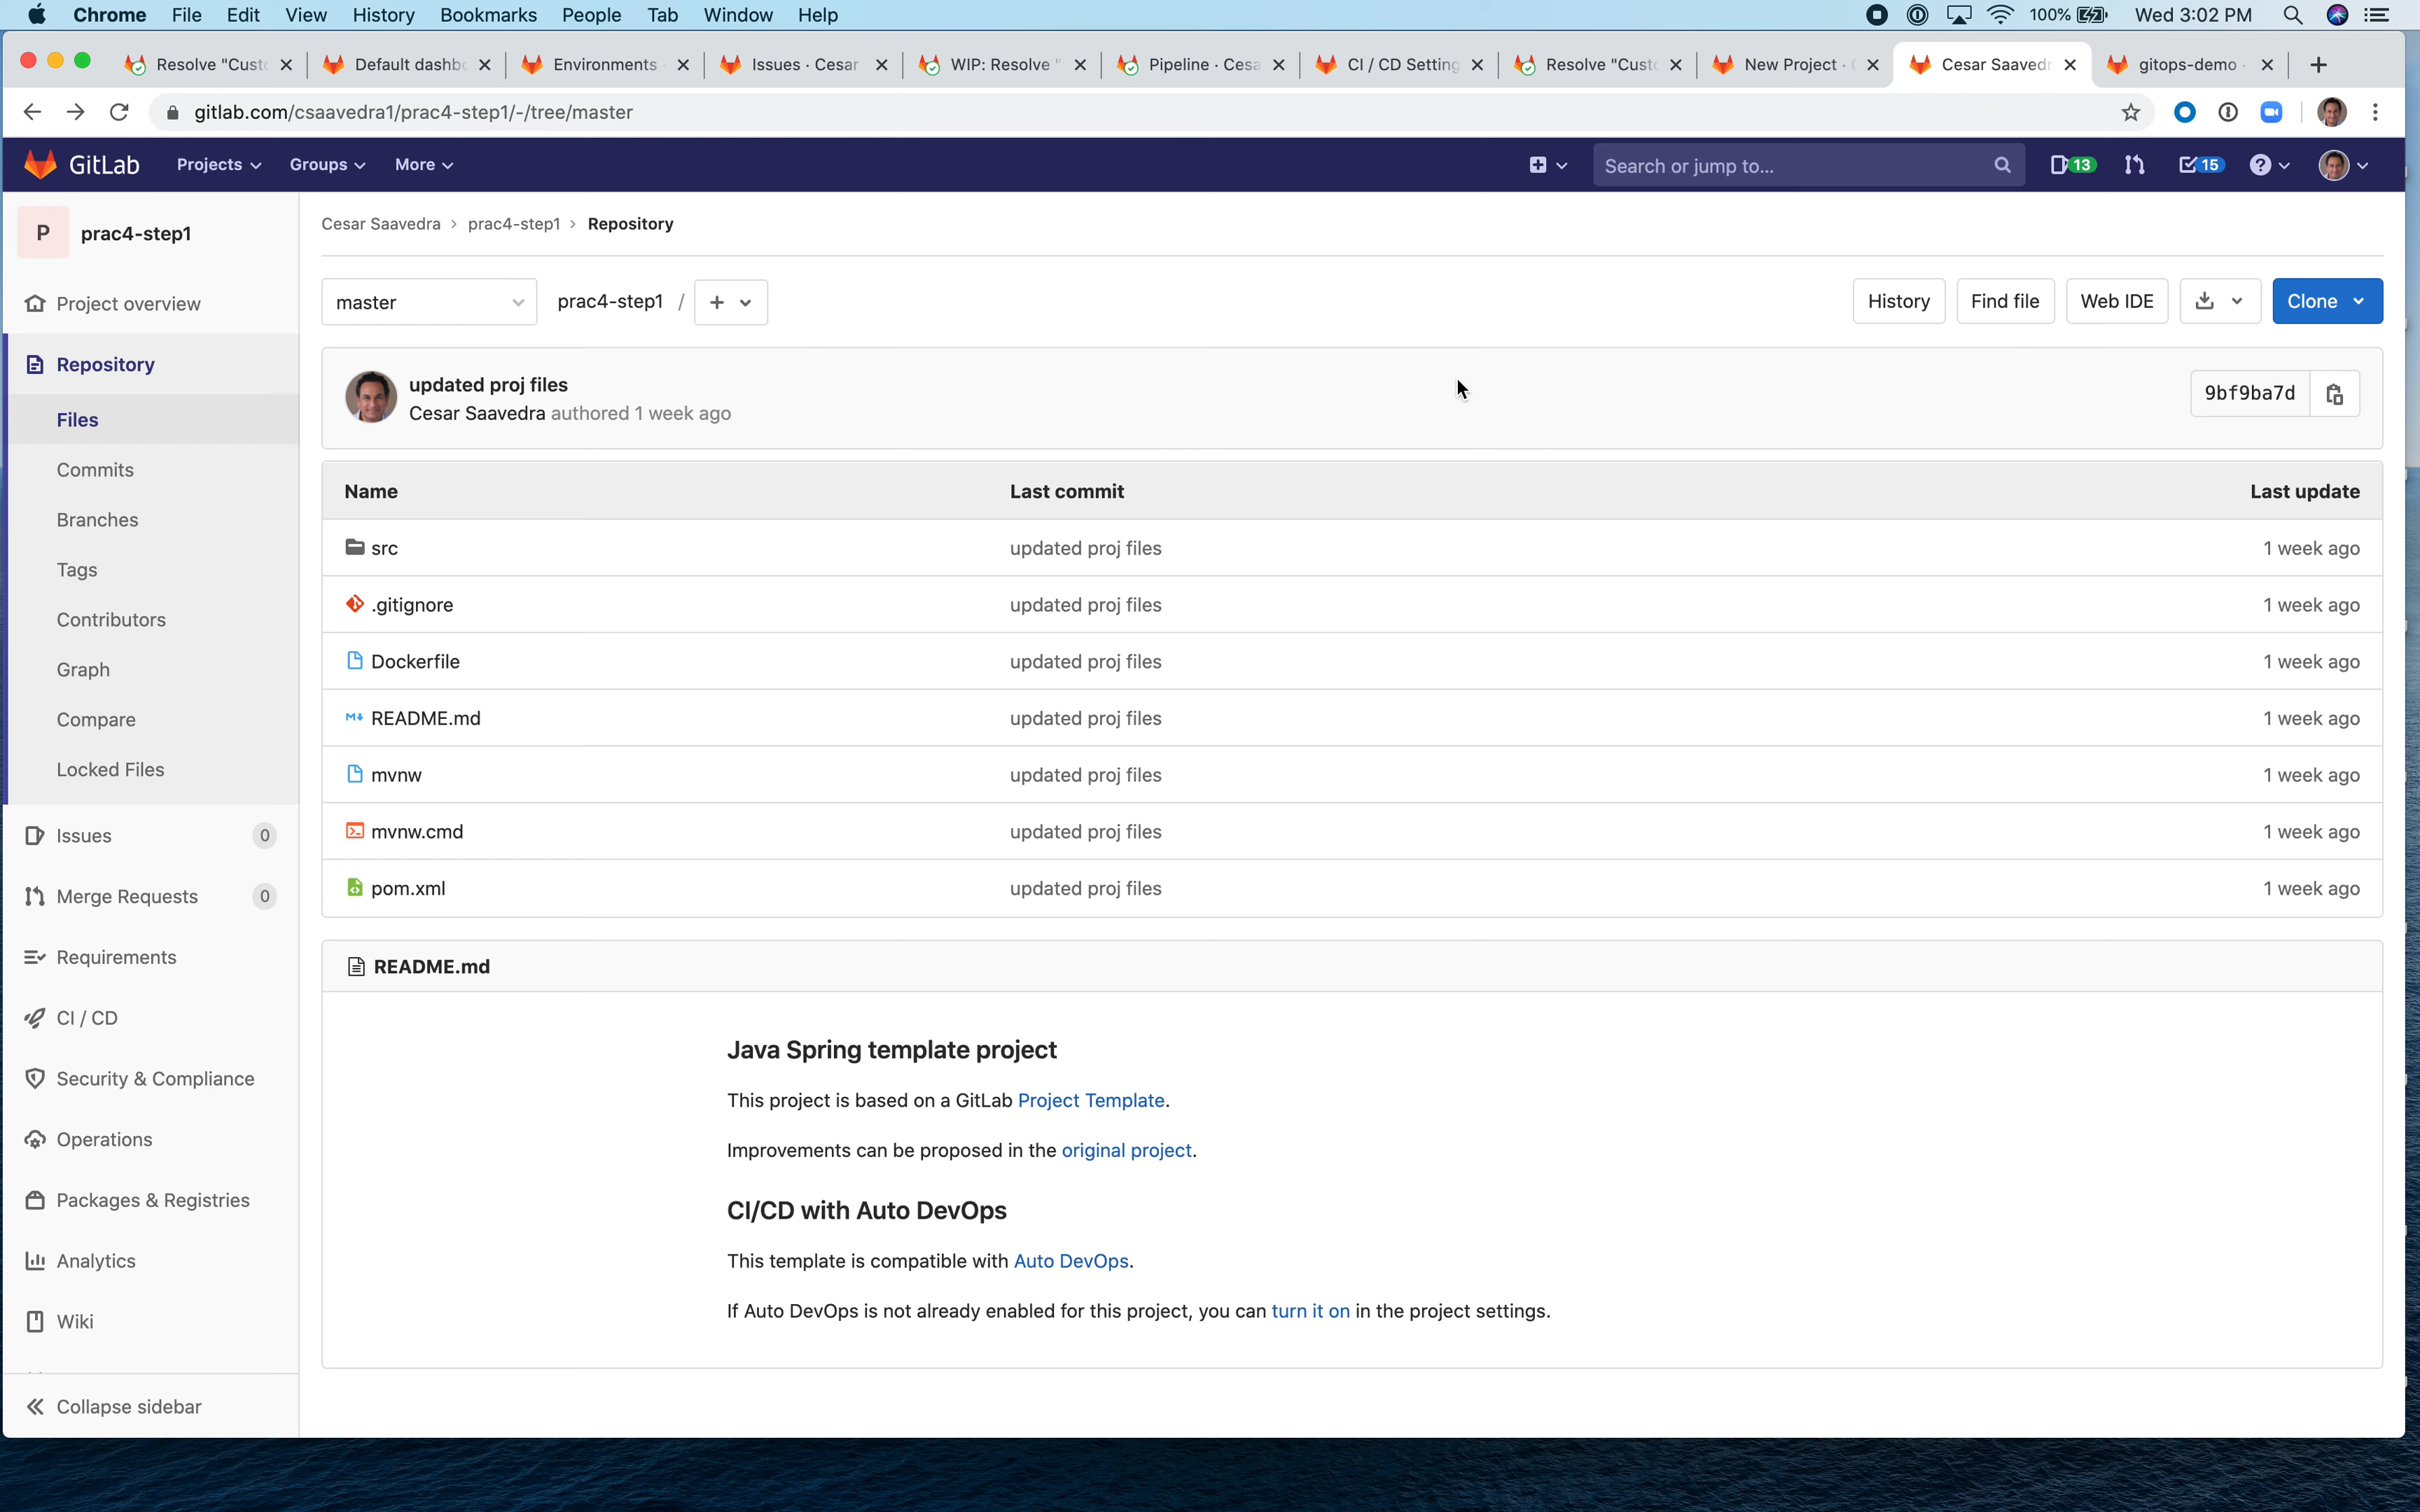 Chrome File Edit View History Bookmarks People Tab Window Help 100% Wed 3:02 PM
Resolve "Custo Default dashbo Environments · Issues · Cesar WIP: Resolve " Pipeline · Cesa CI / CD Setting Resolve "Custo New Project · Cesar Saavedr gitops-demo ·
gitlab.com/csaavedra1/prac4-step1/-/tree/master
GitLab Projects Groups More Search or jump to... 13 15
P prac4-step1
Project overview
Repository
Files
Commits
Branches
Tags
Contributors
Graph
Compare
Locked Files
Issues 0
Merge Requests 0
Requirements
CI / CD
Security & Compliance
Operations
Packages & Registries
Analytics
Wiki
Collapse sidebar
Cesar Saavedra > prac4-step1 > Repository
master prac4-step1 / + History Find file Web IDE Clone
updated proj files
Cesar Saavedra authored 1 week ago
9bf9ba7d
Name Last commit Last update
src updated proj files 1 week ago
.gitignore updated proj files 1 week ago
Dockerfile updated proj files 1 week ago
README.md updated proj files 1 week ago
mvnw updated proj files 1 week ago
mvnw.cmd updated proj files 1 week ago
pom.xml updated proj files 1 week ago
README.md
Java Spring template project
This project is based on a GitLab Project Template.
Improvements can be proposed in the original project.
CI/CD with Auto DevOps
This template is compatible with Auto DevOps.
If Auto DevOps is not already enabled for this project, you can turn it on in the project settings.